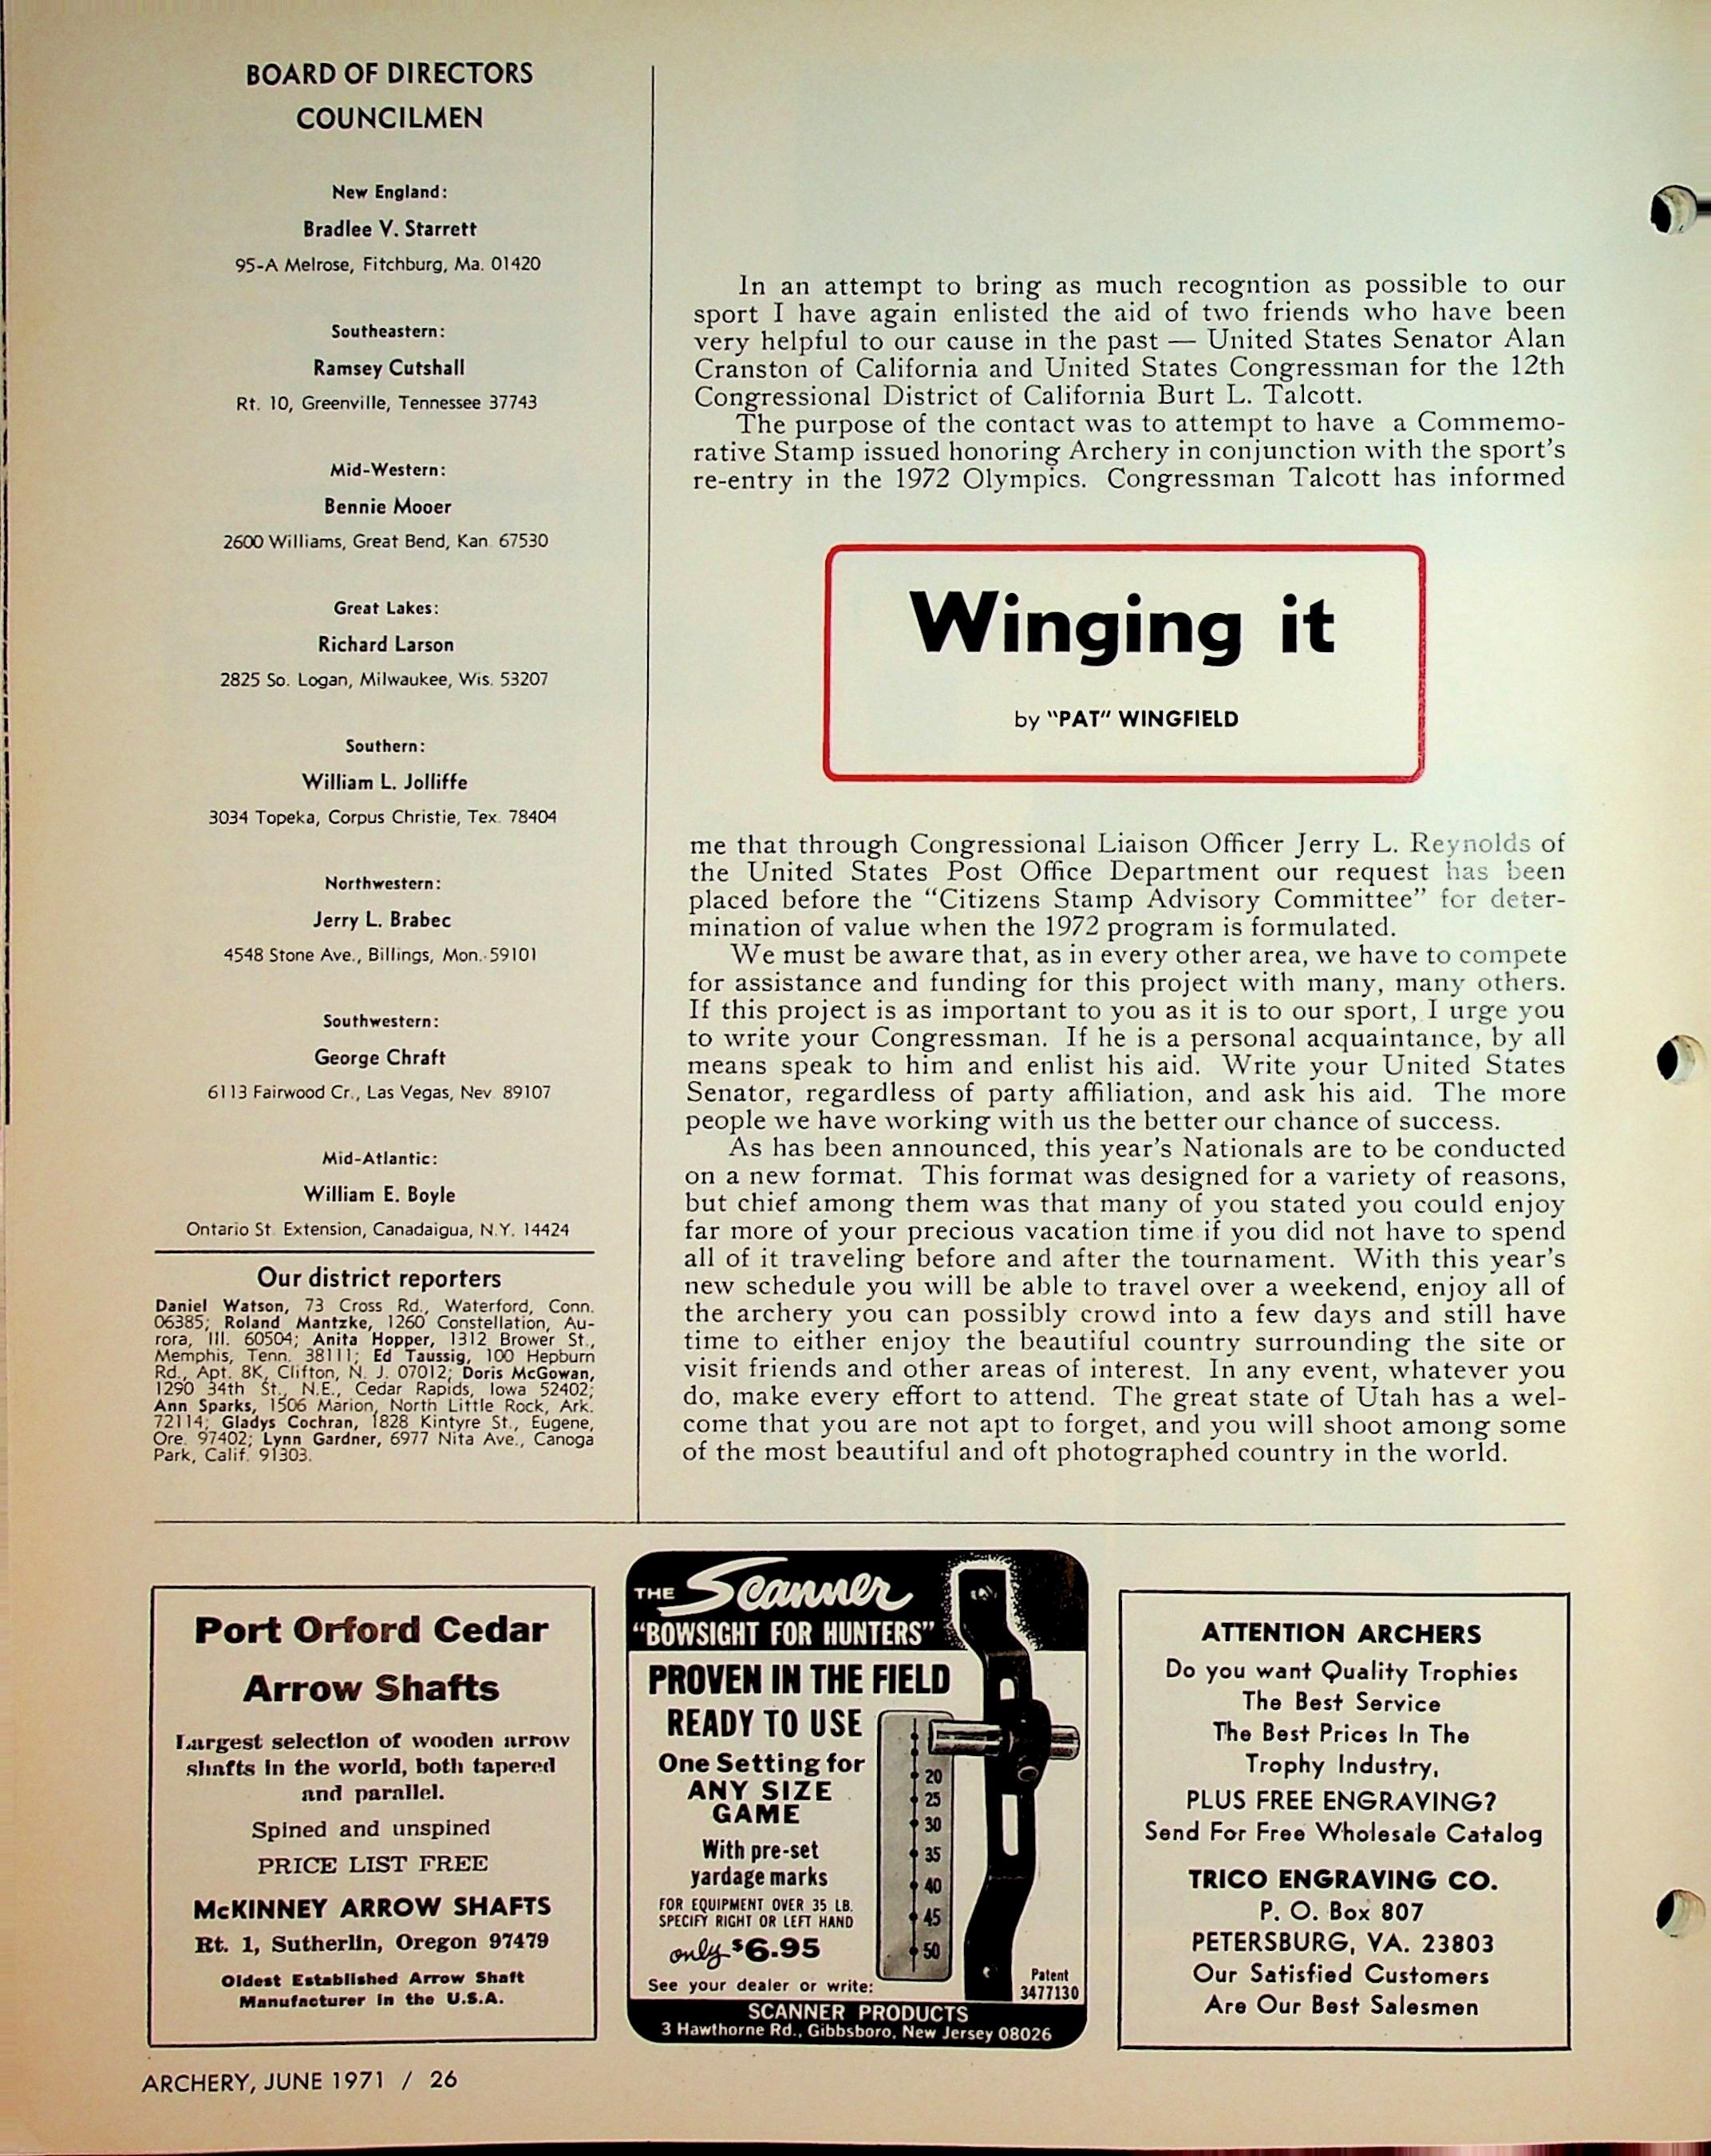 BOARD OF DIRECTORS
COUNCILMEN
New England:
Bradlee V. Starrett
95-A Melrose, Fitchburg, Ma. 01420
Southeastern:
Ramsey Cutshall
Rt. 10, Greenville, Tennessee 37743
Mid-Western:
Bennie Mooer
2600 Williams, Great Bend, Kan. 67530
Great Lakes:
Richard Larson
2825 So. Logan, Milwaukee, Wis. 53207
Southern:
William L. Jolliffe
3034 Topeka, Corpus Christie, Tex. 78404
Northwestern:
Jerry L. Brabec
4548 Stone Ave., Billings, Mon. 59101
Southwestern:
George Chraft
6113 Fairwood Cr., Las Vegas, Nev. 89107
Mid-Atlantic:
William E. Boyle
Ontario St. Extension, Canadaigua, N.Y. 14424
Our district reporters
Daniel Watson, 73 Cross Rd., Waterford, Conn.
06385; Roland Mantzke, 1260 Constellation, Au-
rora, Ill. 60504; Anita Hopper, 1312 Brower St.,
Memphis, Tenn. 38111; Ed Taussig, 100 Hepburn
Rd., Apt. 8K, Clifton, N. J. 07012; Doris McGowan,
1290 34th St., N.E., Cedar Rapids, Iowa 52402;
Ann Sparks, 1506 Marion, North Little Rock, Ark.
72114; Gladys Cochran, 1828 Kintyre St., Eugene,
Ore. 97402; Lynn Gardner, 6977 Nita Ave., Canoga
Park, Calif. 91303.
In an attempt to bring as much recogntion as possible to our
sport I have again enlisted the aid of two friends who have been
very helpful to our cause in the past — United States Senator Alan
Cranston of California and United States Congressman for the 12th
Congressional District of California Burt L. Talcott.
The purpose of the contact was to attempt to have a Commemo-
rative Stamp issued honoring Archery in conjunction with the sport's
re-entry in the 1972 Olympics. Congressman Talcott has informed
Winging it
by "PAT" WINGFIELD
me that through Congressional Liaison Officer Jerry L. Reynolds of
the United States Post Office Department our request has been
placed before the "Citizens Stamp Advisory Committee" for deter-
mination of value when the 1972 program is formulated.
We must be aware that, as in every other area, we have to compete
for assistance and funding for this project with many, many others.
If this project is as important to you as it is to our sport, I urge you
to write your Congressman. If he is a personal acquaintance, by all
means speak to him and enlist his aid. Write your United States
Senator, regardless of party affiliation, and ask his aid. The more
people we have working with us the better our chance of success.
As has been announced, this year's Nationals are to be conducted
on a new format. This format was designed for a variety of reasons,
but chief among them was that many of you stated you could enjoy
far more of your precious vacation time if you did not have to spend
all of it traveling before and after the tournament. With this year's
new schedule you will be able to travel over a weekend, enjoy all of
the archery you can possibly crowd into a few days and still have
time to either enjoy the beautiful country surrounding the site or
visit friends and other areas of interest. In any event, whatever you
do, make every effort to attend. The great state of Utah has a wel-
come that you are not apt to forget, and you will shoot among some
of the most beautiful and oft photographed country in the world.
Port Orford Cedar
Arrow Shafts
Largest selection of wooden arrow
shafts in the world, both tapered
and parallel.
Spined and unspined
PRICE LIST FREE
McKINNEY ARROW SHAFTS
Rt. 1, Sutherlin, Oregon 97479
Oldest Established Arrow Shaft
Manufacturer in the U.S.A.
THE Scanner
"BOWSIGHT FOR HUNTERS"
PROVEN IN THE FIELD
READY TO USE
One Setting for
ANY SIZE
GAME
With pre-set
yardage marks
FOR EQUIPMENT OVER 35 LB.
SPECIFY RIGHT OR LEFT HAND
only $6.95
See your dealer or write:
20
25
30
35
40
45
50
Patent
3477130
SCANNER PRODUCTS
3 Hawthorne Rd., Gibbsboro, New Jersey 08026
ATTENTION ARCHERS
Do you want Quality Trophies
The Best Service
The Best Prices In The
Trophy Industry,
PLUS FREE ENGRAVING?
Send For Free Wholesale Catalog
TRICO ENGRAVING CO.
P. O. Box 807
PETERSBURG, VA. 23803
Our Satisfied Customers
Are Our Best Salesmen
ARCHERY, JUNE 1971 / 26